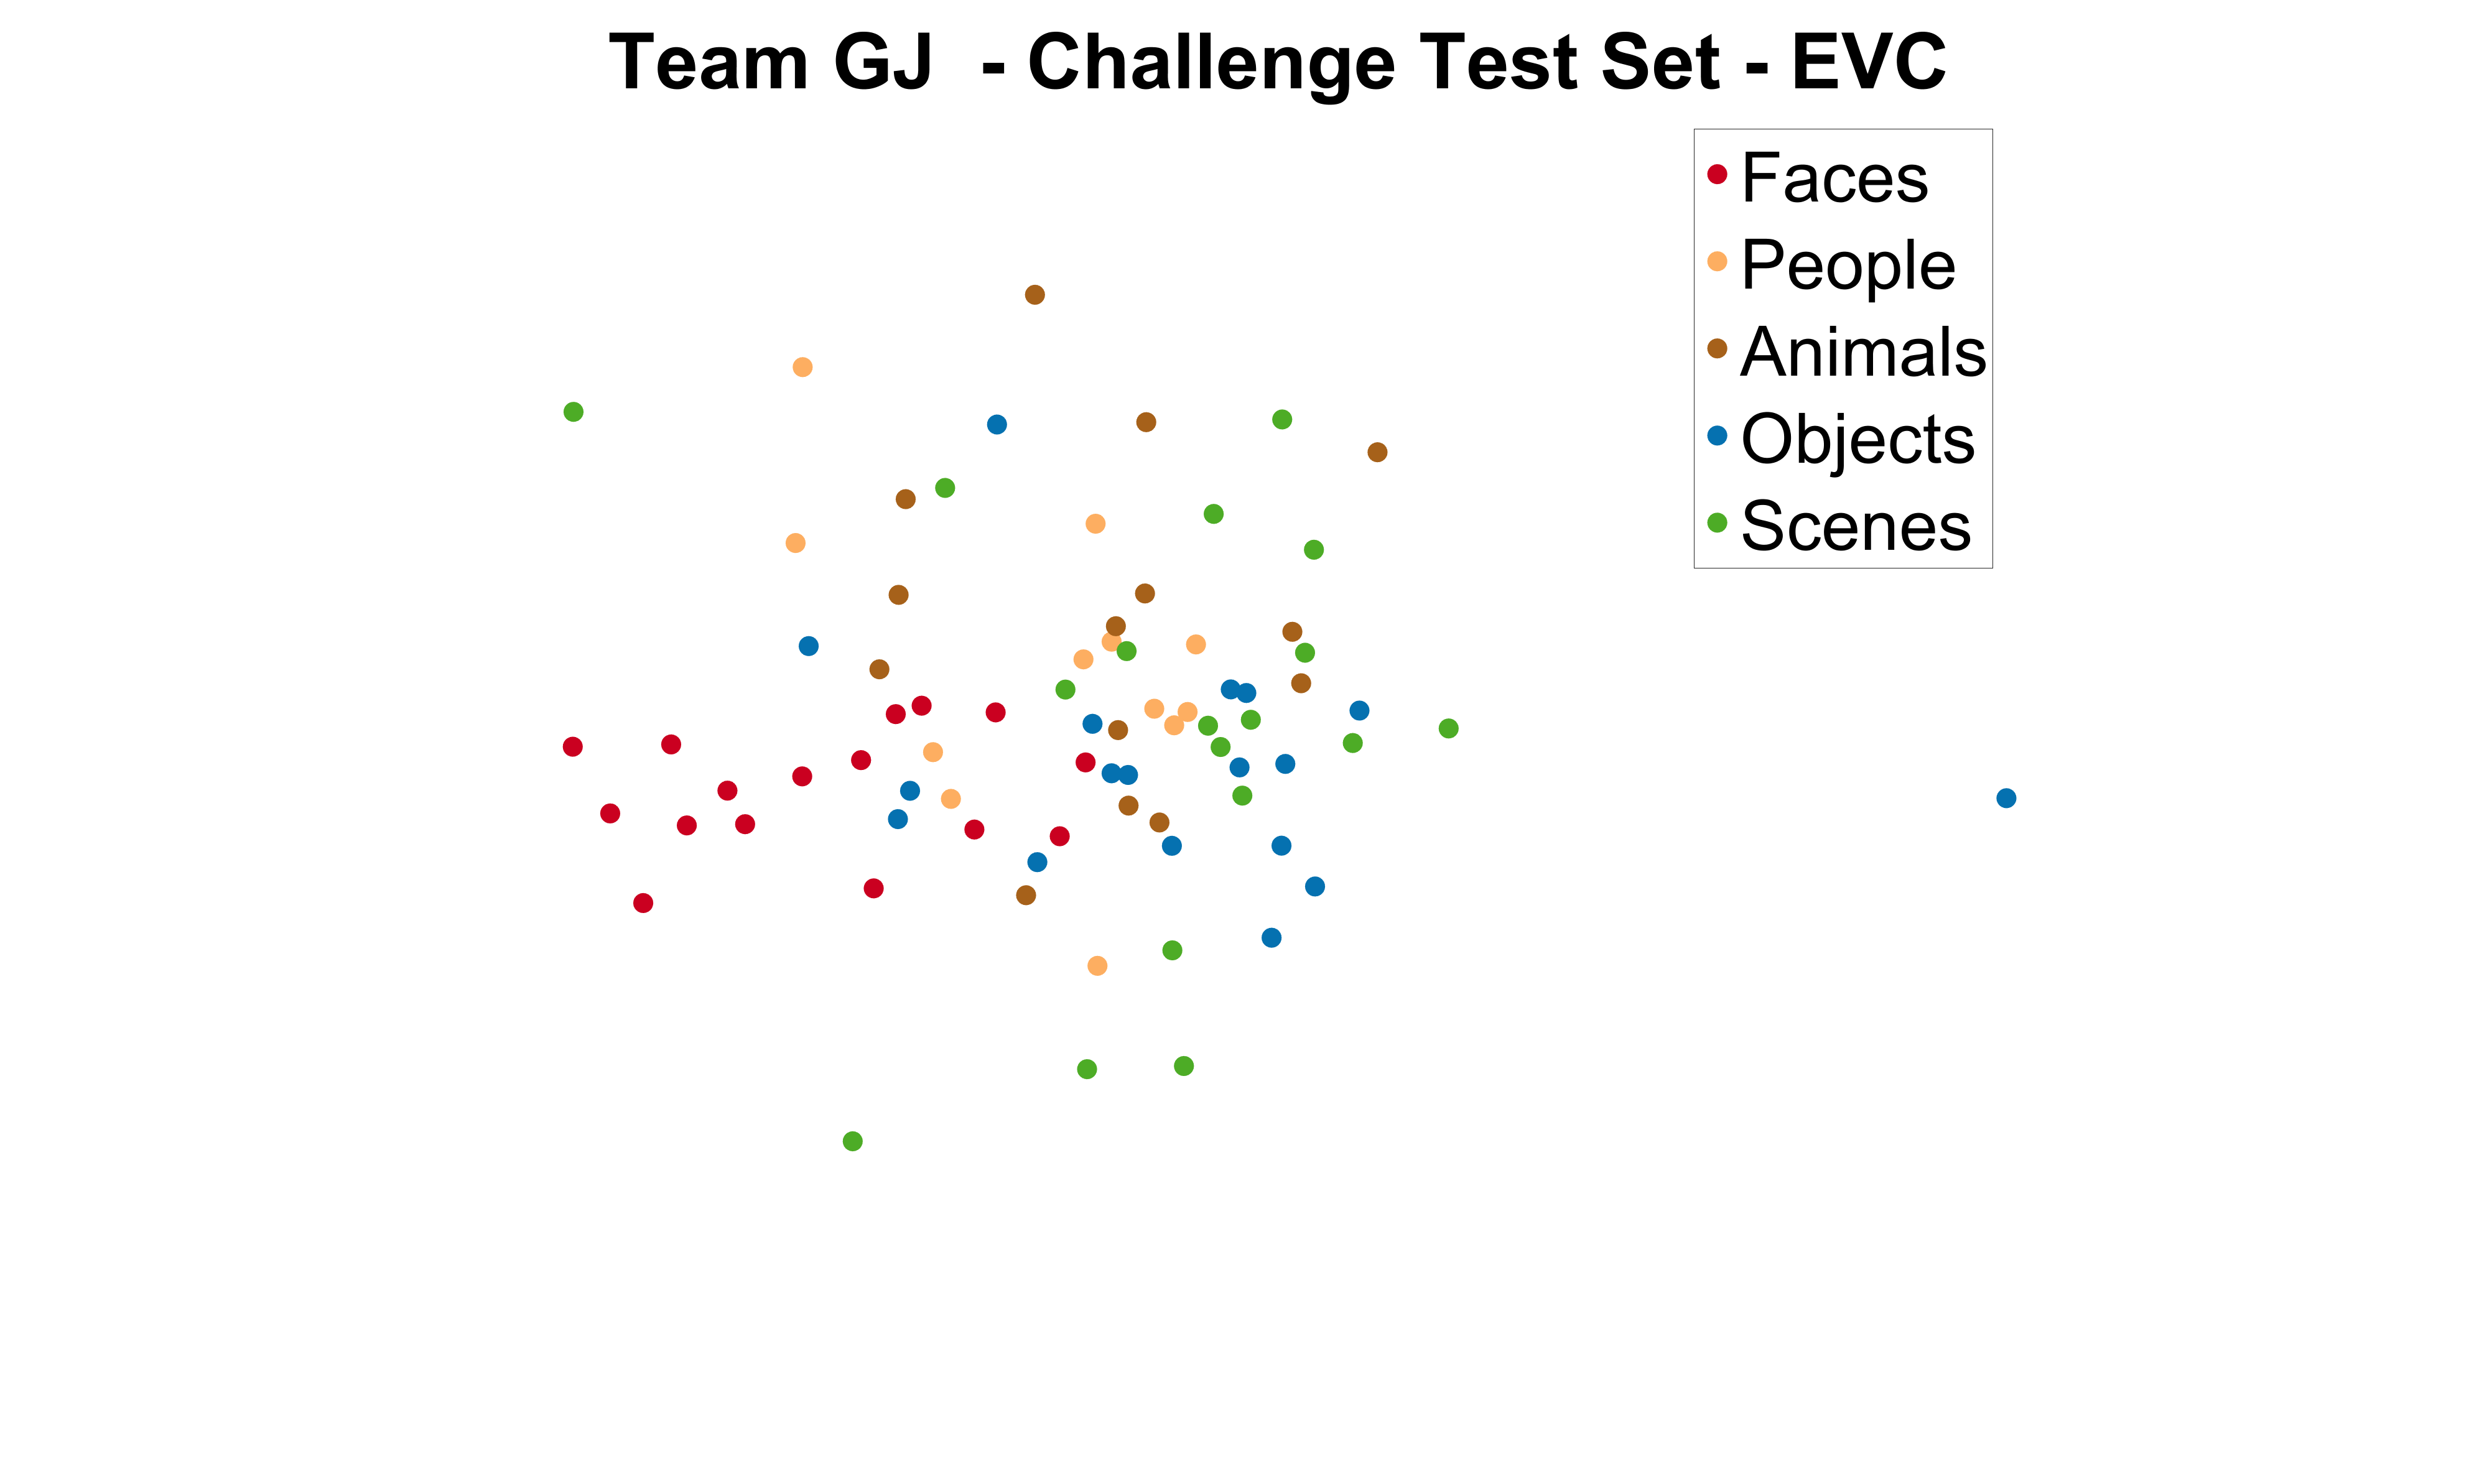 Team GJ - Challenge Test Set - EVC
Faces
People
Animals
Objects
Scenes